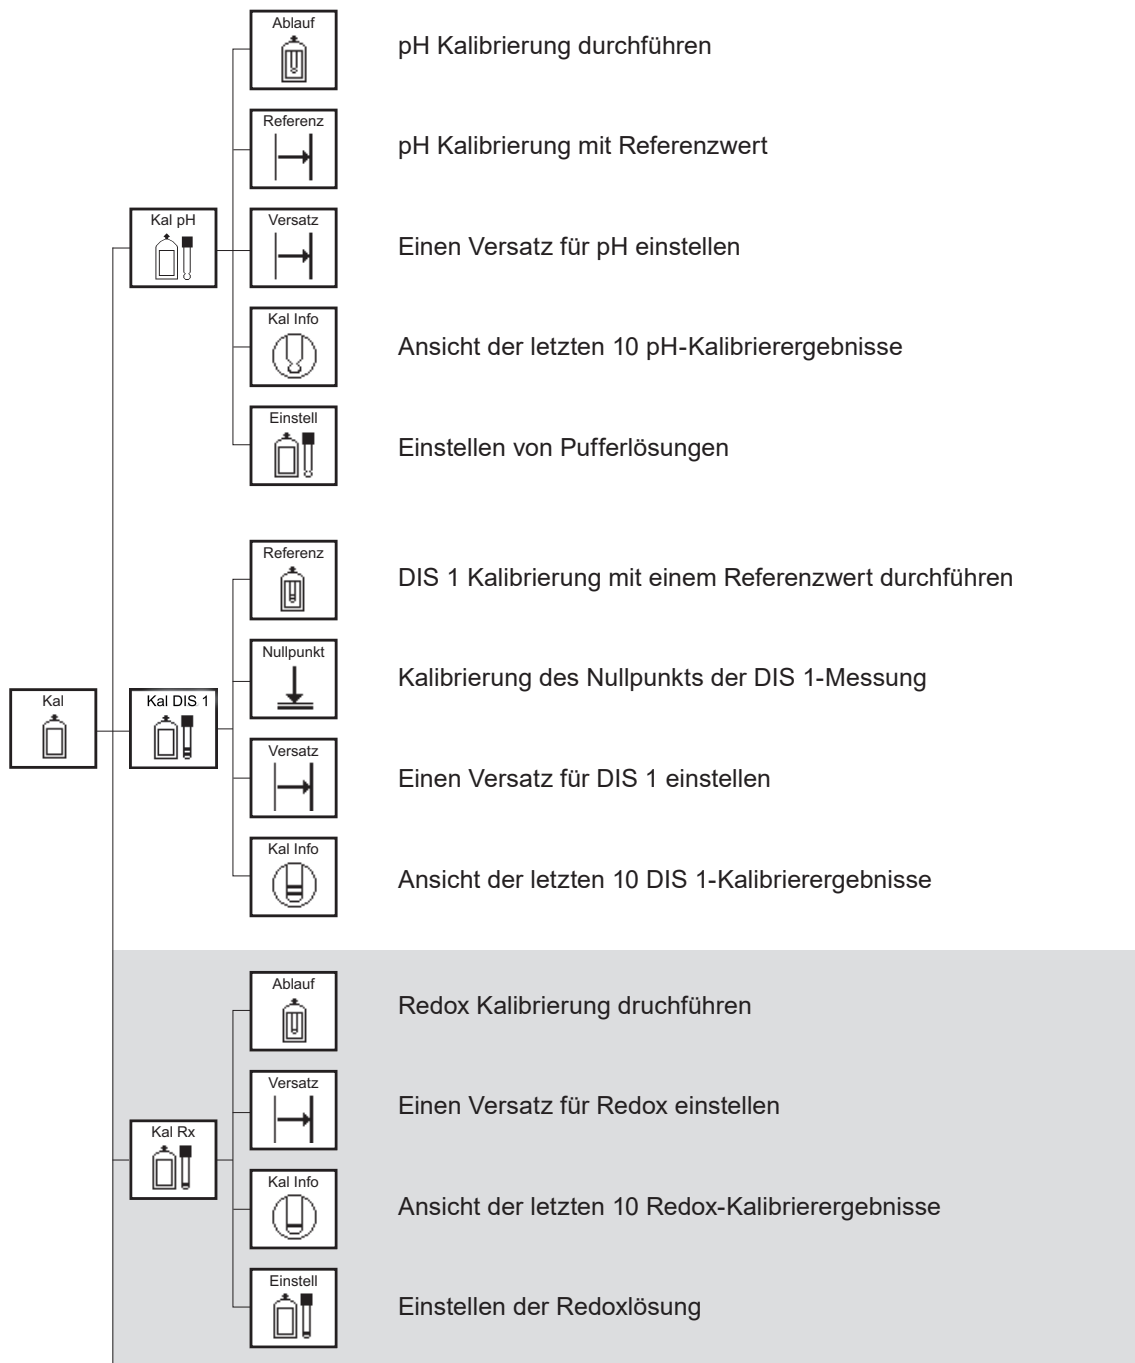 Ablauf
pH Kalibrierung durchführen
Referenz
pH Kalibrierung mit Referenzwert
Kal pH
Versatz
Einen Versatz für pH einstellen
Kal Info
Ansicht der letzten 10 pH-Kalibrierergebnisse
Einstell
Einstellen von Pufferlösungen
Referenz
DIS 1 Kalibrierung mit einem Referenzwert durchführen
Nullpunkt
Kalibrierung des Nullpunkts der DIS 1-Messung
Kal
Kal DIS 1
Versatz
Einen Versatz für DIS 1 einstellen
Kal Info
Ansicht der letzten 10 DIS 1-Kalibrierergebnisse
Ablauf
Redox Kalibrierung druchführen
Versatz
Einen Versatz für Redox einstellen
Kal Rx
Kal Info
Ansicht der letzten 10 Redox-Kalibrierergebnisse
Einstell
Einstellen der Redoxlösung